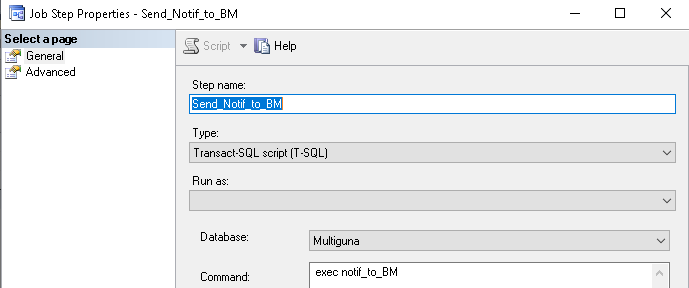 Job Step Properties - Send_Notif_to_BM
Select a page
General
Advanced
Script
Help
Step name:
Send_Notif_to_BM
Type:
Transact-SQL script (T-SQL)
Run as:
Database:
Multiguna
Command:
exec notif_to_BM